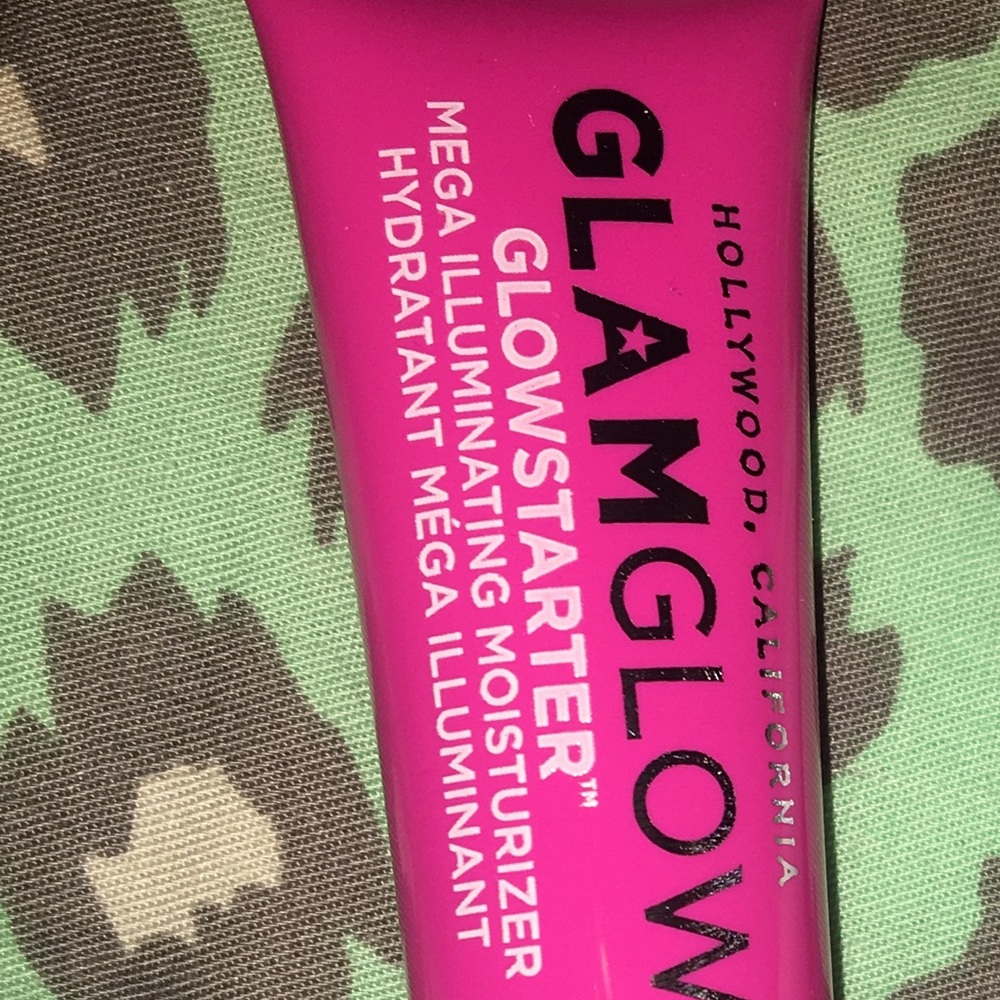 HOLLYWOOD, CALIFORNIA
GLAMGLOW
GLOWSTARTER™
MEGA ILLUMINATING MOISTURIZER
HYDRATANT MÉGA ILLUMINANT